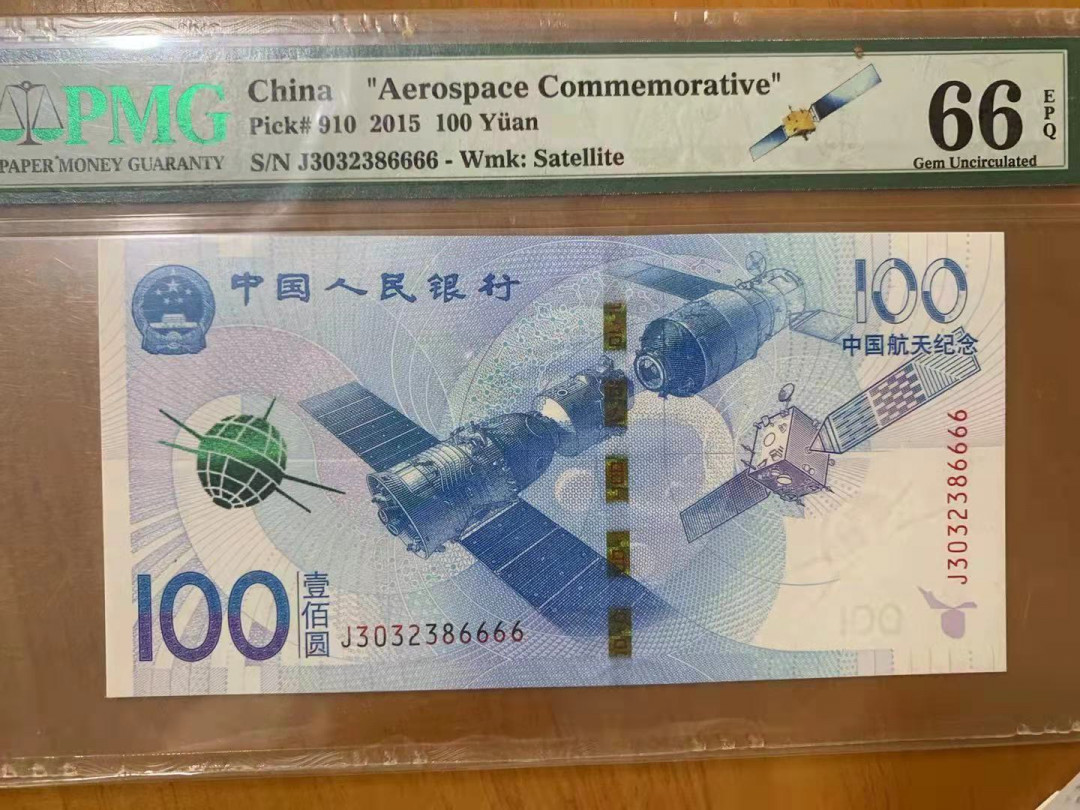 PMG
PAPER MONEY GUARANTY
China "Aerospace Commemorative"
Pick# 910 2015 100 Yüan
S/N J3032386666 - Wmk: Satellite
66
EPQ
Gem Uncirculated
中国人民银行
100
中国航天纪念
J3032386666
100
壹佰圆
J3032386666
100